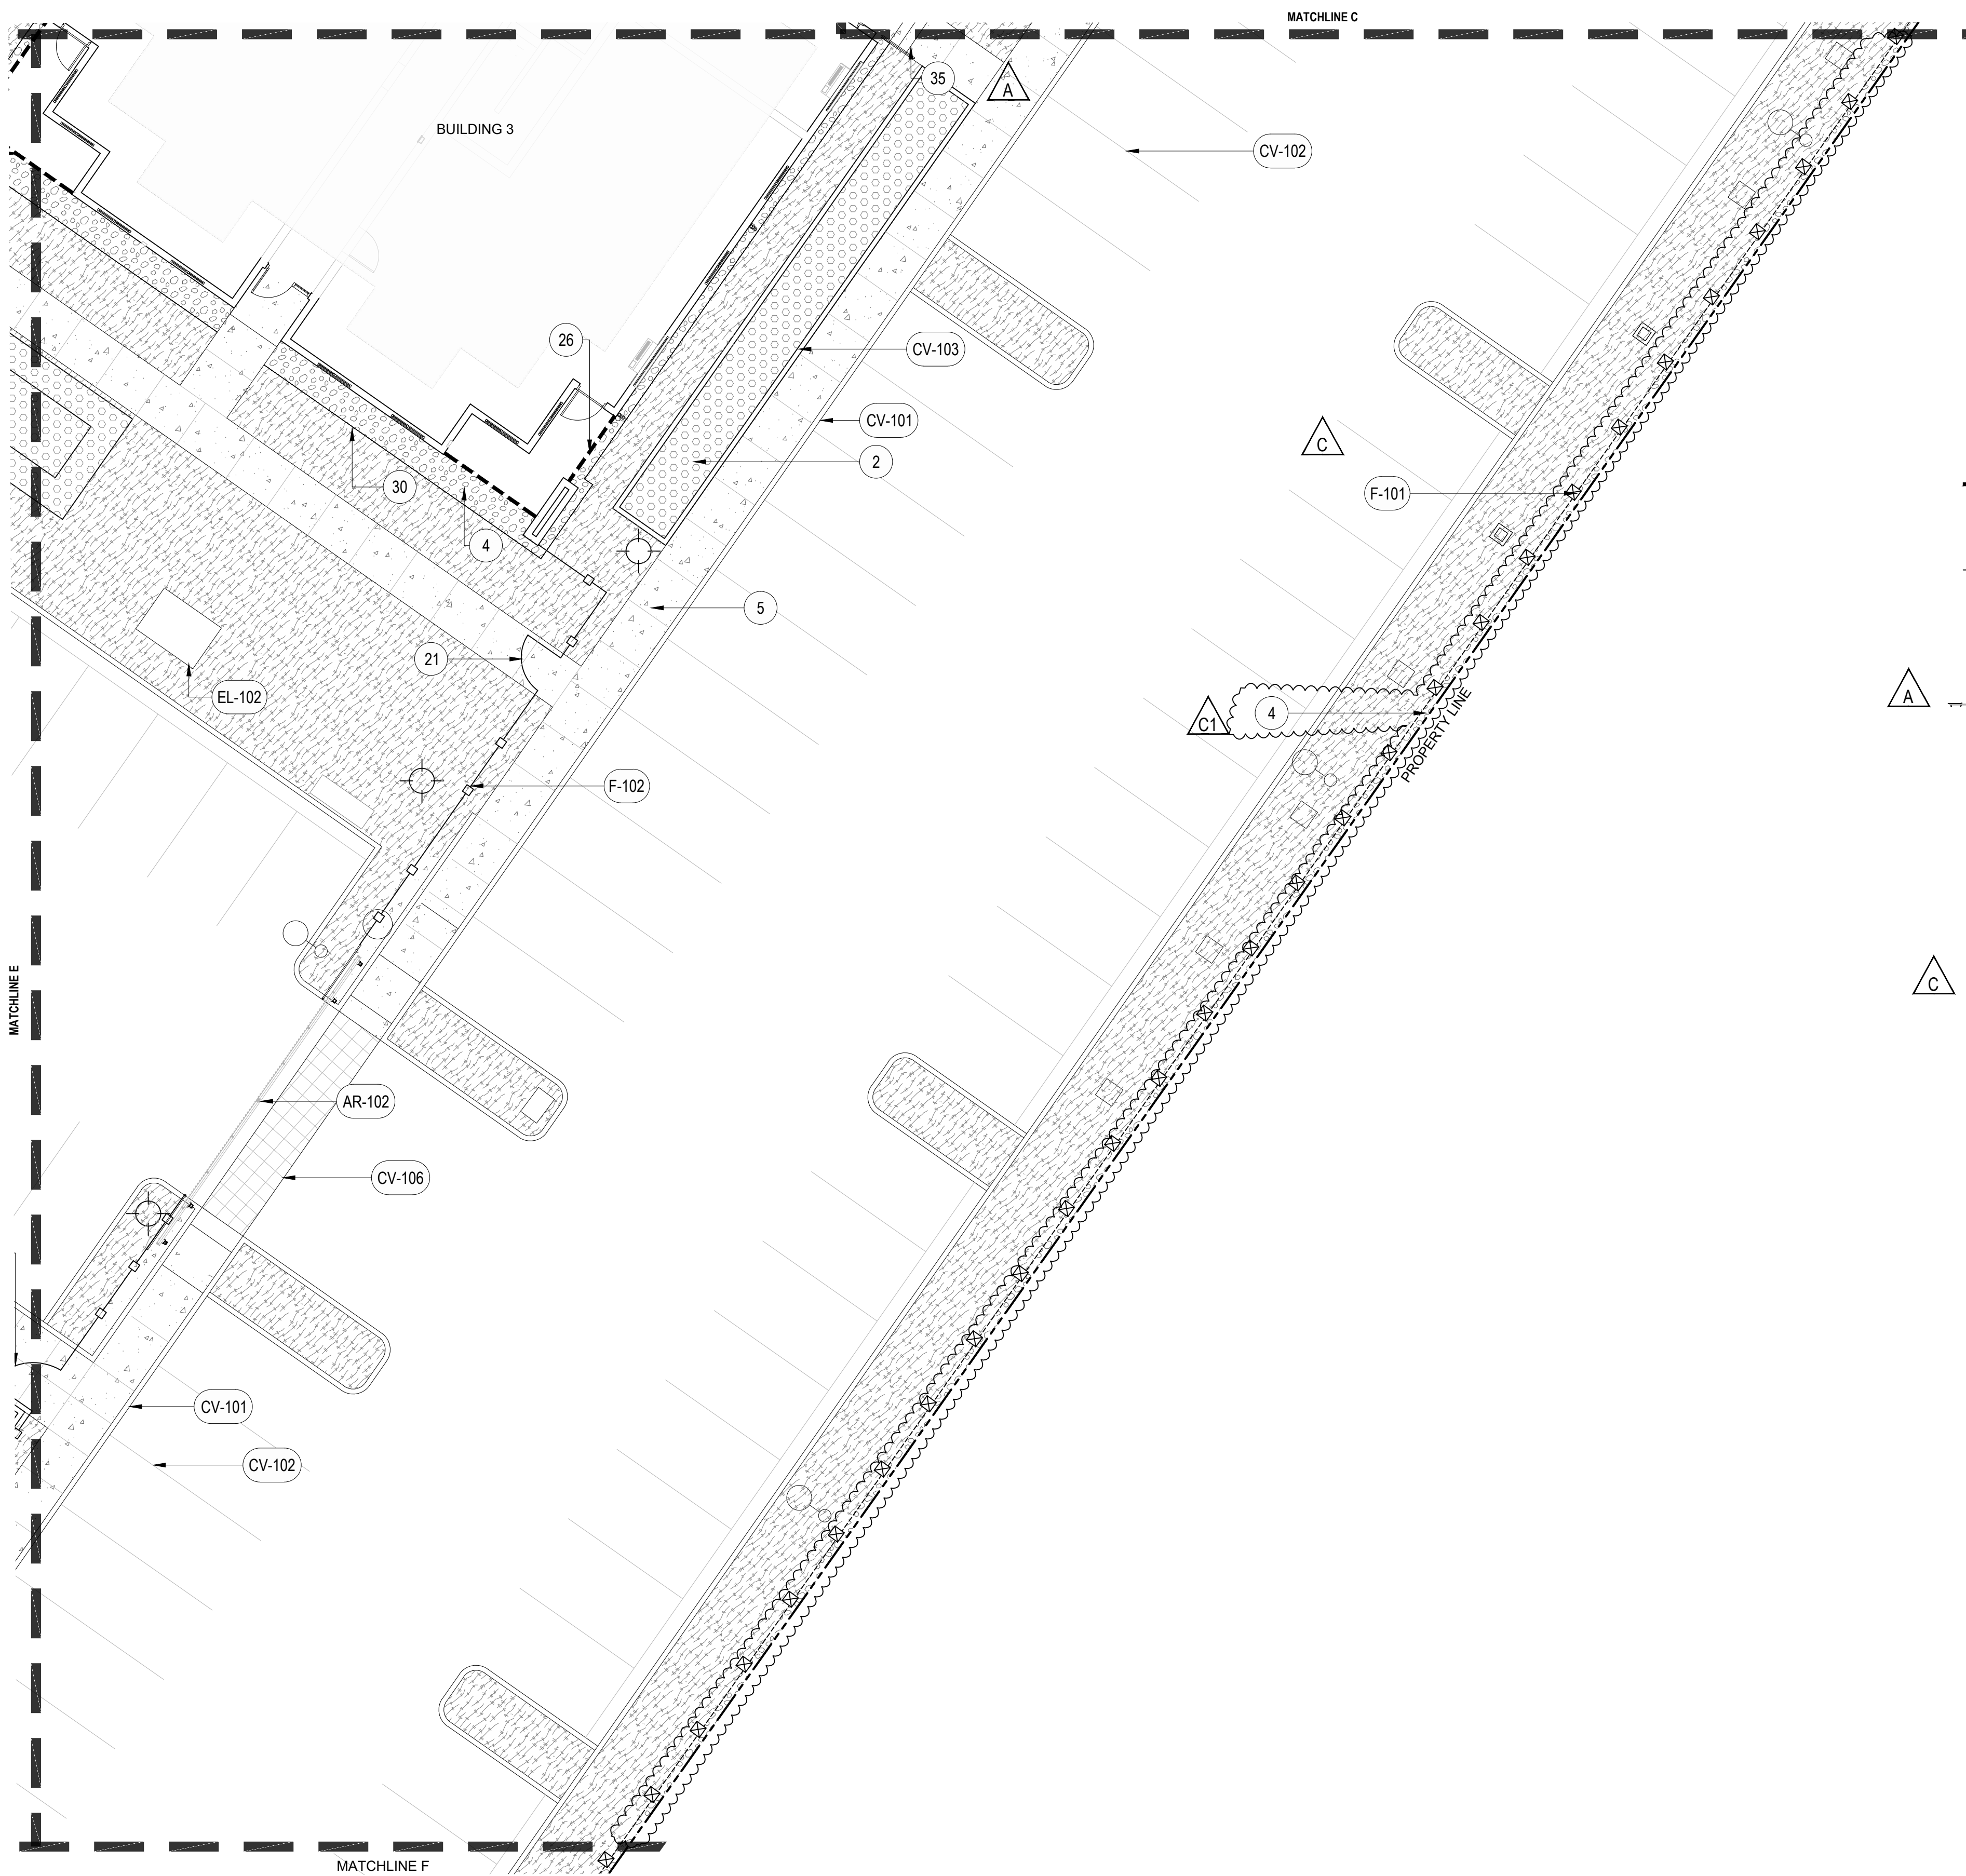 MATCHLINE C
35
A
BUILDING 3
CV-102
26
CV-103
CV-101
C
2
30
F-101
4
5
21
A
EL-102
4
C1
PROPERTY LINE
F-102
MATCHLINE E
C
AR-102
CV-106
CV-101
CV-102
MATCHLINE F